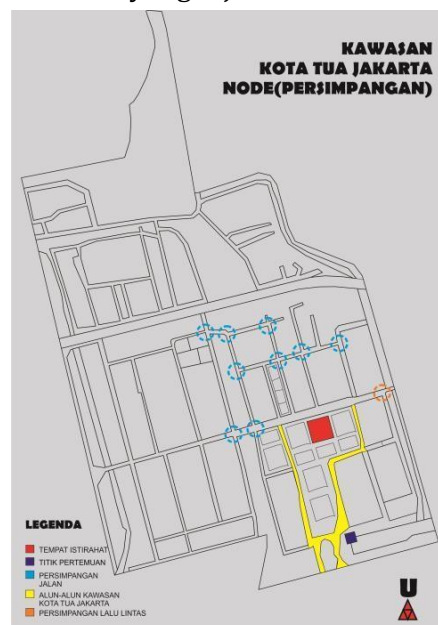 KAWASAN
KOTA TUA JAKARTA
NODE(PERSIMPANGAN)
LEGENDA
TEMPAT ISTIRAHAT
TITIK PERTEMUAN
PERSIMPANGAN
JALAN
ALUN-ALUN KAWASAN
KOTA TUA JAKARTA
PERSIMPANGAN LALU LINTAS
U